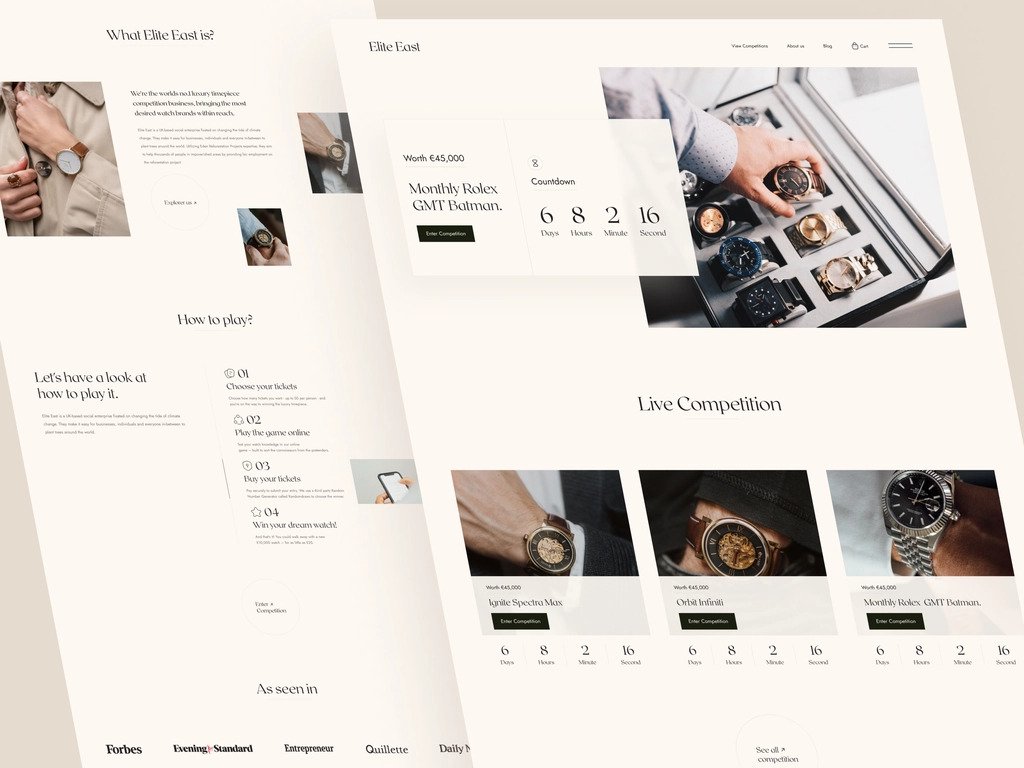 What Elite East is?
We're the worlds no.1 luxury timepiece
competition business, bringing the most
desired watch brands within reach.
Elite East is a UK-based social enterprise fixated on changing the tide of climate
change. They make it easy for businesses, individuals and everyone in-between to
plant trees around the world. Utilizing Eden Reforestation Projects expertise, they aim
to help thousands of people in impoverished areas by providing tax employment on
the reforestation project
Explorer us ↗
How to play?
Let's have a look at
how to play it.
Elite East is a UK-based social enterprise fixated on changing the tide of climate
change. They make it easy for businesses, individuals and everyone in-between to
plant trees around the world.
01
Choose your tickets
Choose how many tickets you want - up to 50 per person - and
you're on the way to winning the luxury timepiece.
02
Play the game online
Test your watch knowledge in our online
game – built to sort the connoisseurs from the pretenders.
03
Buy your tickets
Pay securely to submit your entry. We use a
Number Generator called Randomdraws to choose the winner.
04
Win your dream watch!
And that's it! You could walk away with a new
€10,000 watch – for as little as €20.
Enter ↗
Competition
As seen in
Forbes
Evening Standard
Entrepreneur
Quillette
Daily
Elite East
View Competitions
About us
Blog
Cart
Worth €45,000
Monthly Rolex
GMT Batman.
Enter Competition
Countdown
6 8 2 16
Days Hours Minute Second
Live Competition
Worth €45,000
Ignite Spectra Max
Enter Competition
6 8 2 16
Days Hours Minute Second
Worth €45,000
Orbit Infiniti
Enter Competition
6 8 2 16
Days Hours Minute Second
Worth €45,000
Monthly Rolex GMT Batman.
Enter Competition
6 8 2 16
Days Hours Minute Second
See all ↗
competition